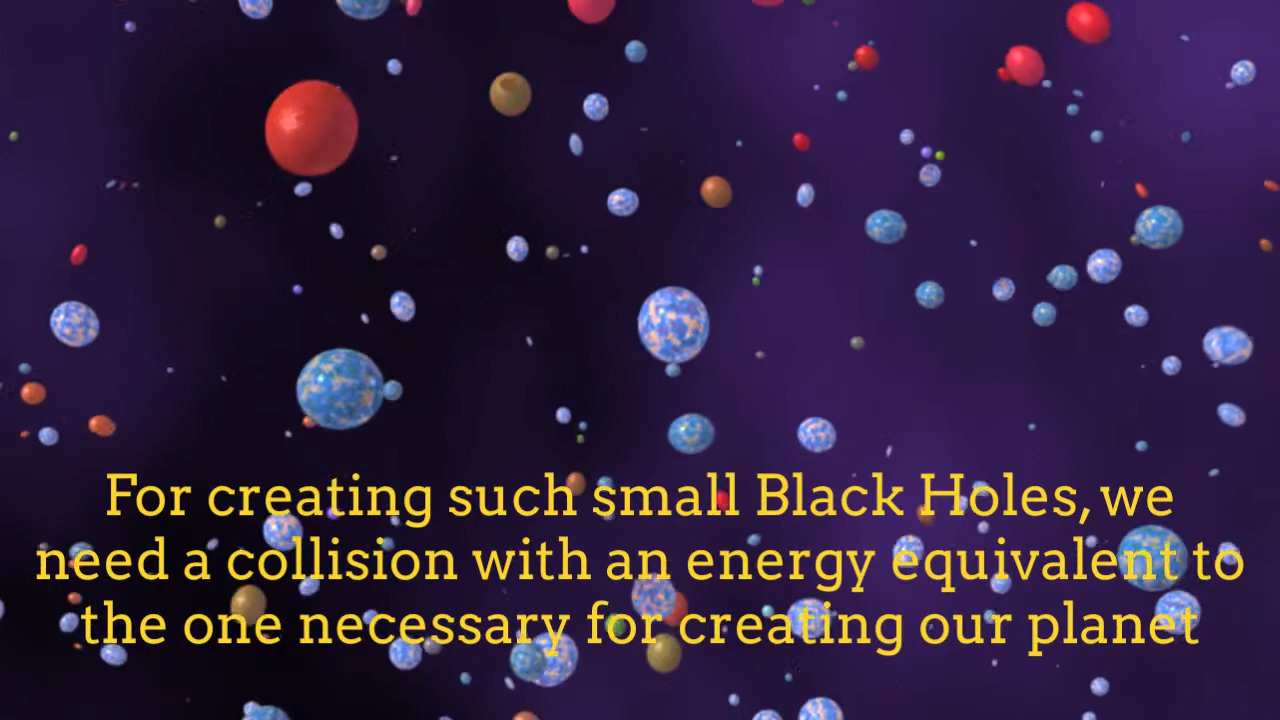 For creating such small Black Holes, we
need a collision with an energy equivalent to
the one necessary for creating our planet